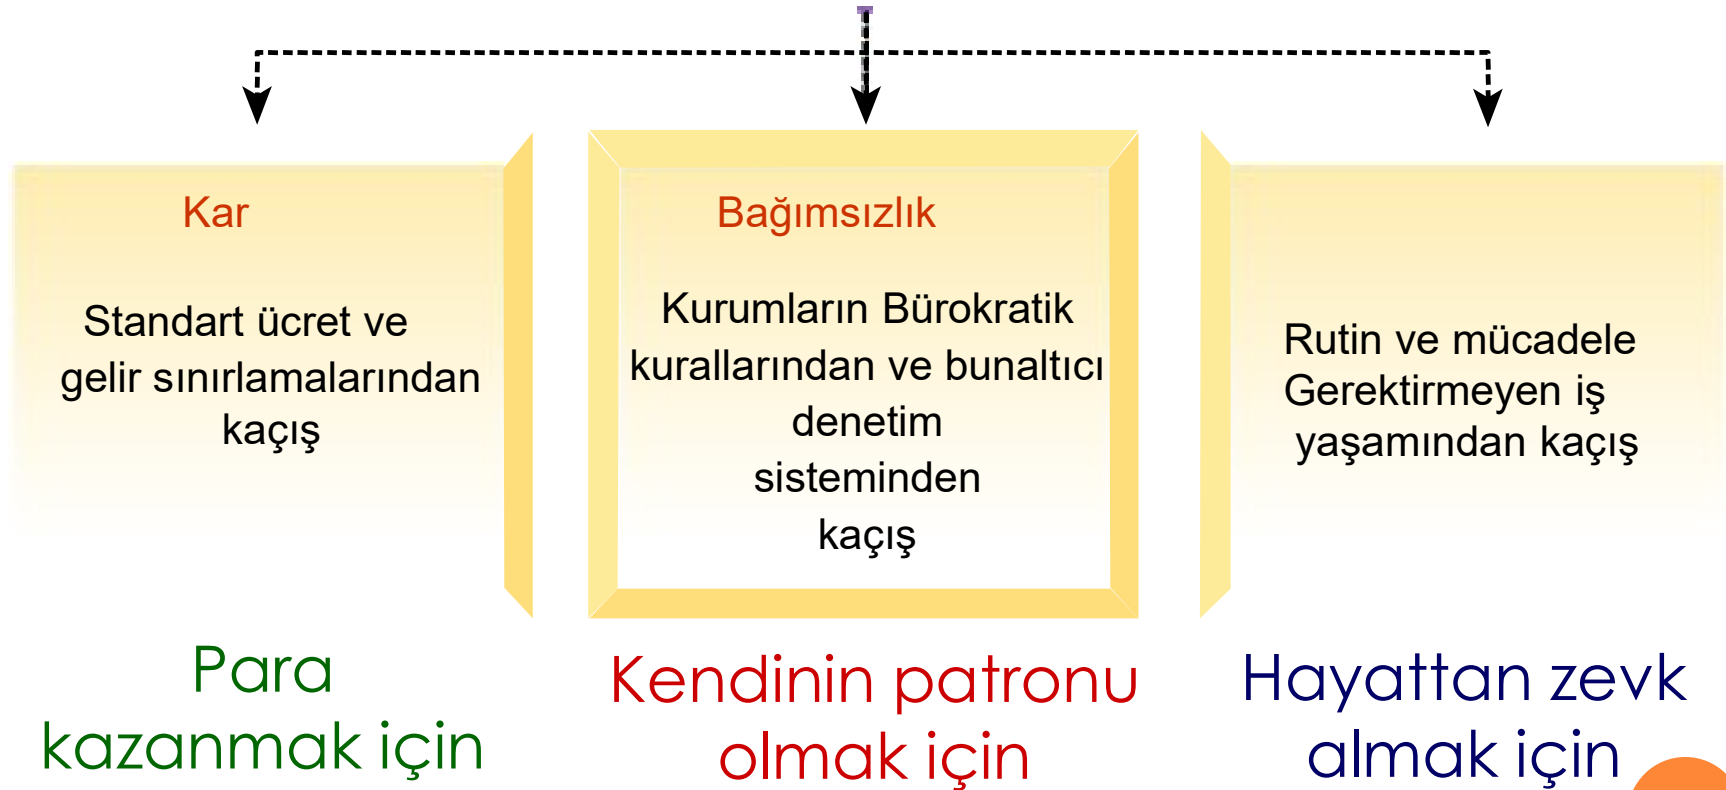 Kar
Standart ücret ve
gelir sınırlamalarından
kaçış
Para
kazanmak için
Bağımsızlık
Kurumların Bürokratik
kurallarından ve bunaltıcı
denetim
sisteminden
kaçış
Kendinin patronu
olmak için
Rutin ve mücadele
Gerektirmeyen iş
yaşamından kaçış
Hayattan zevk
almak için